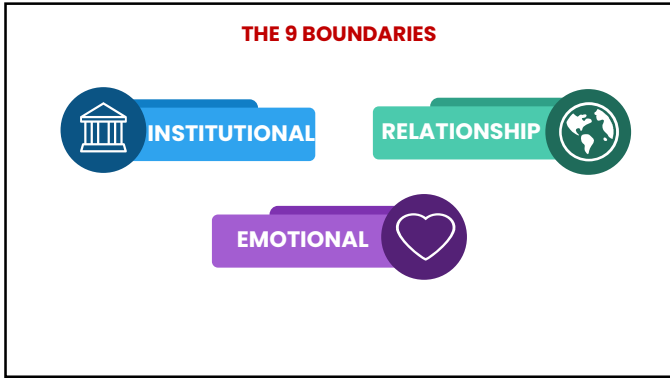 THE 9 BOUNDARIES
INSTITUTIONAL
RELATIONSHIP
EMOTIONAL